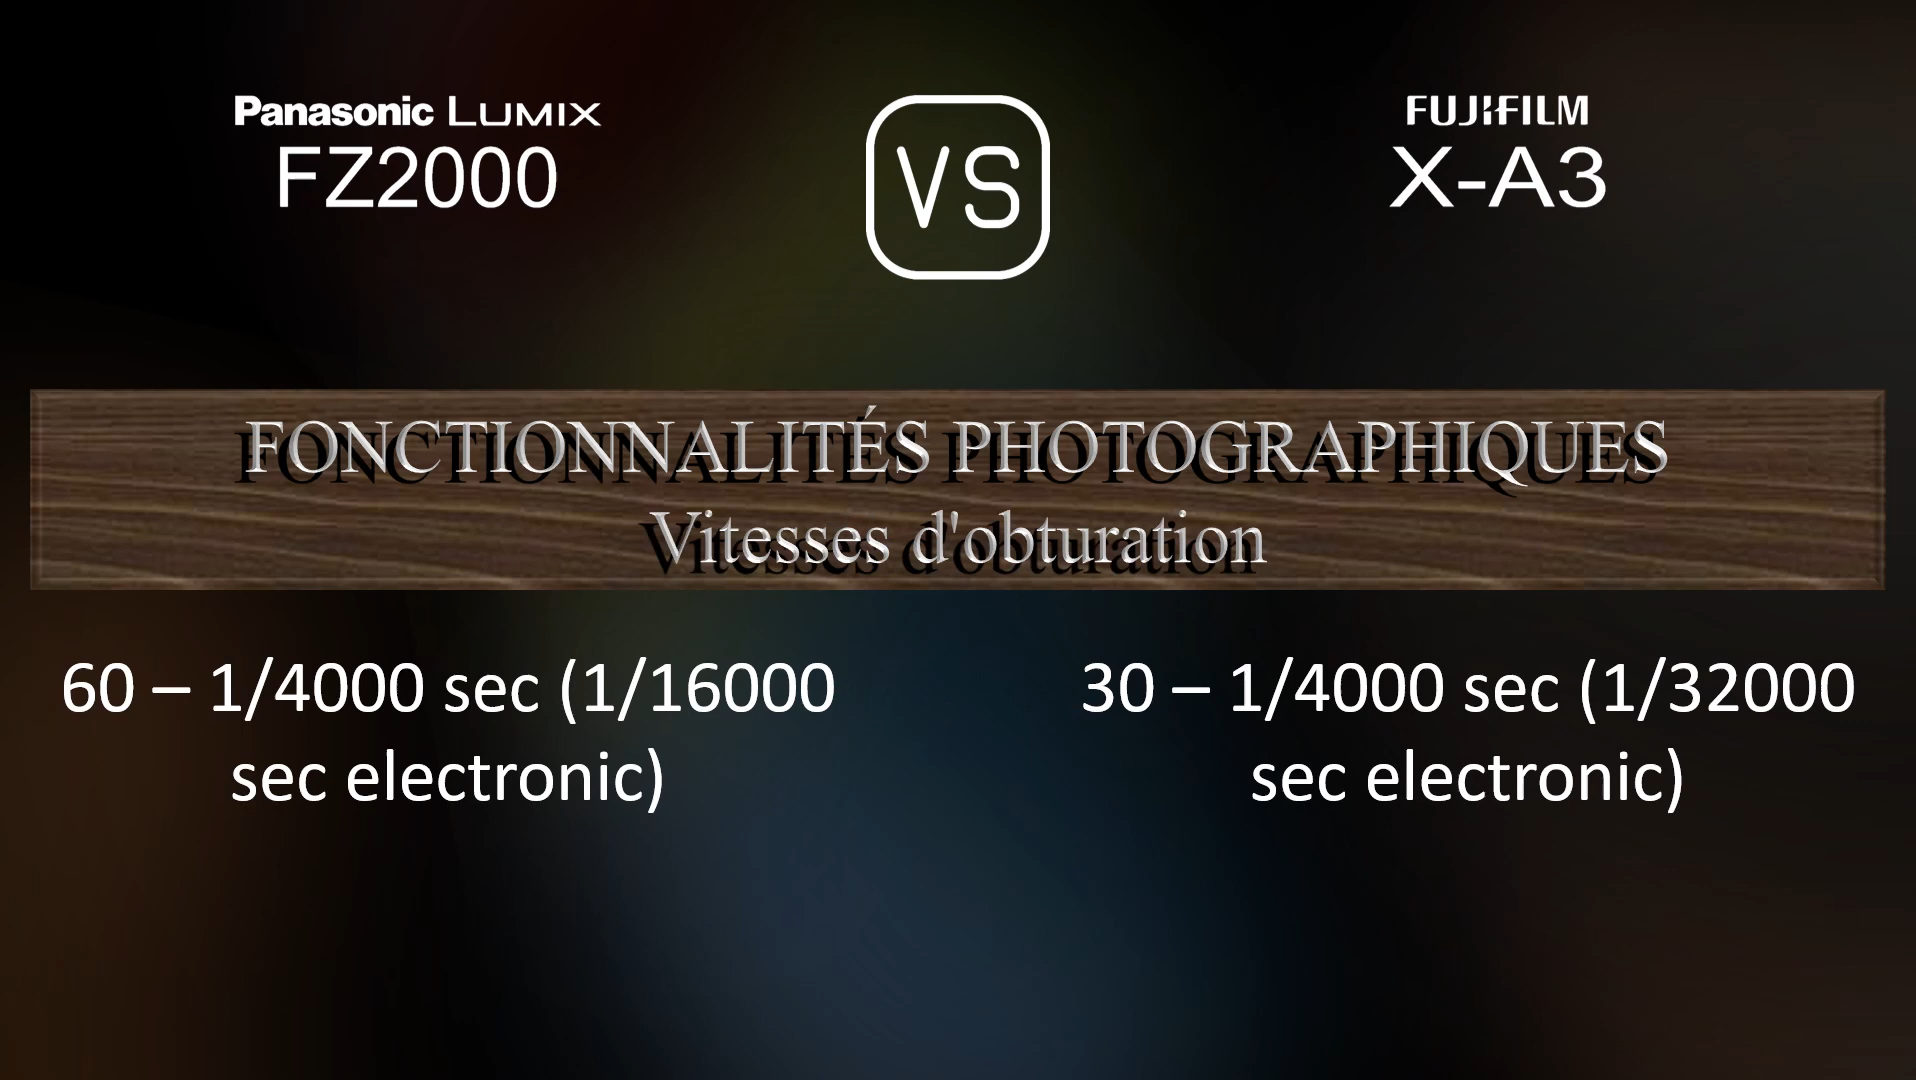 Panasonic LUMIX
FZ2000
VS
FUJIFILM
X-A3
FONCTIONNALITÉS PHOTOGRAPHIQUES
Vitesses d'obturation
60 – 1/4000 sec (1/16000
sec electronic)
30 – 1/4000 sec (1/32000
sec electronic)